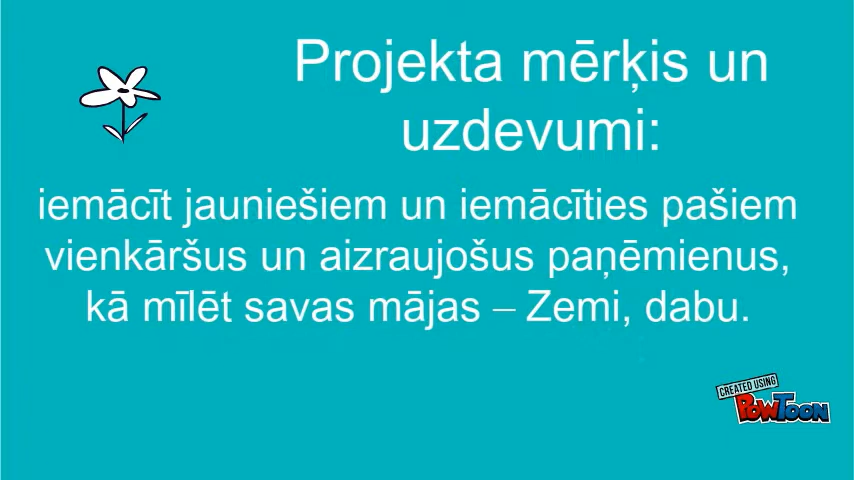 Projekta mērķis un
uzdevumi:
iemācīt jauniešiem un iemācīties pašiem
vienkāršus un aizraujošus paņēmienus,
kā mīlēt savas mājas – Zemi, dabu.
CREATED USING
POWTOON